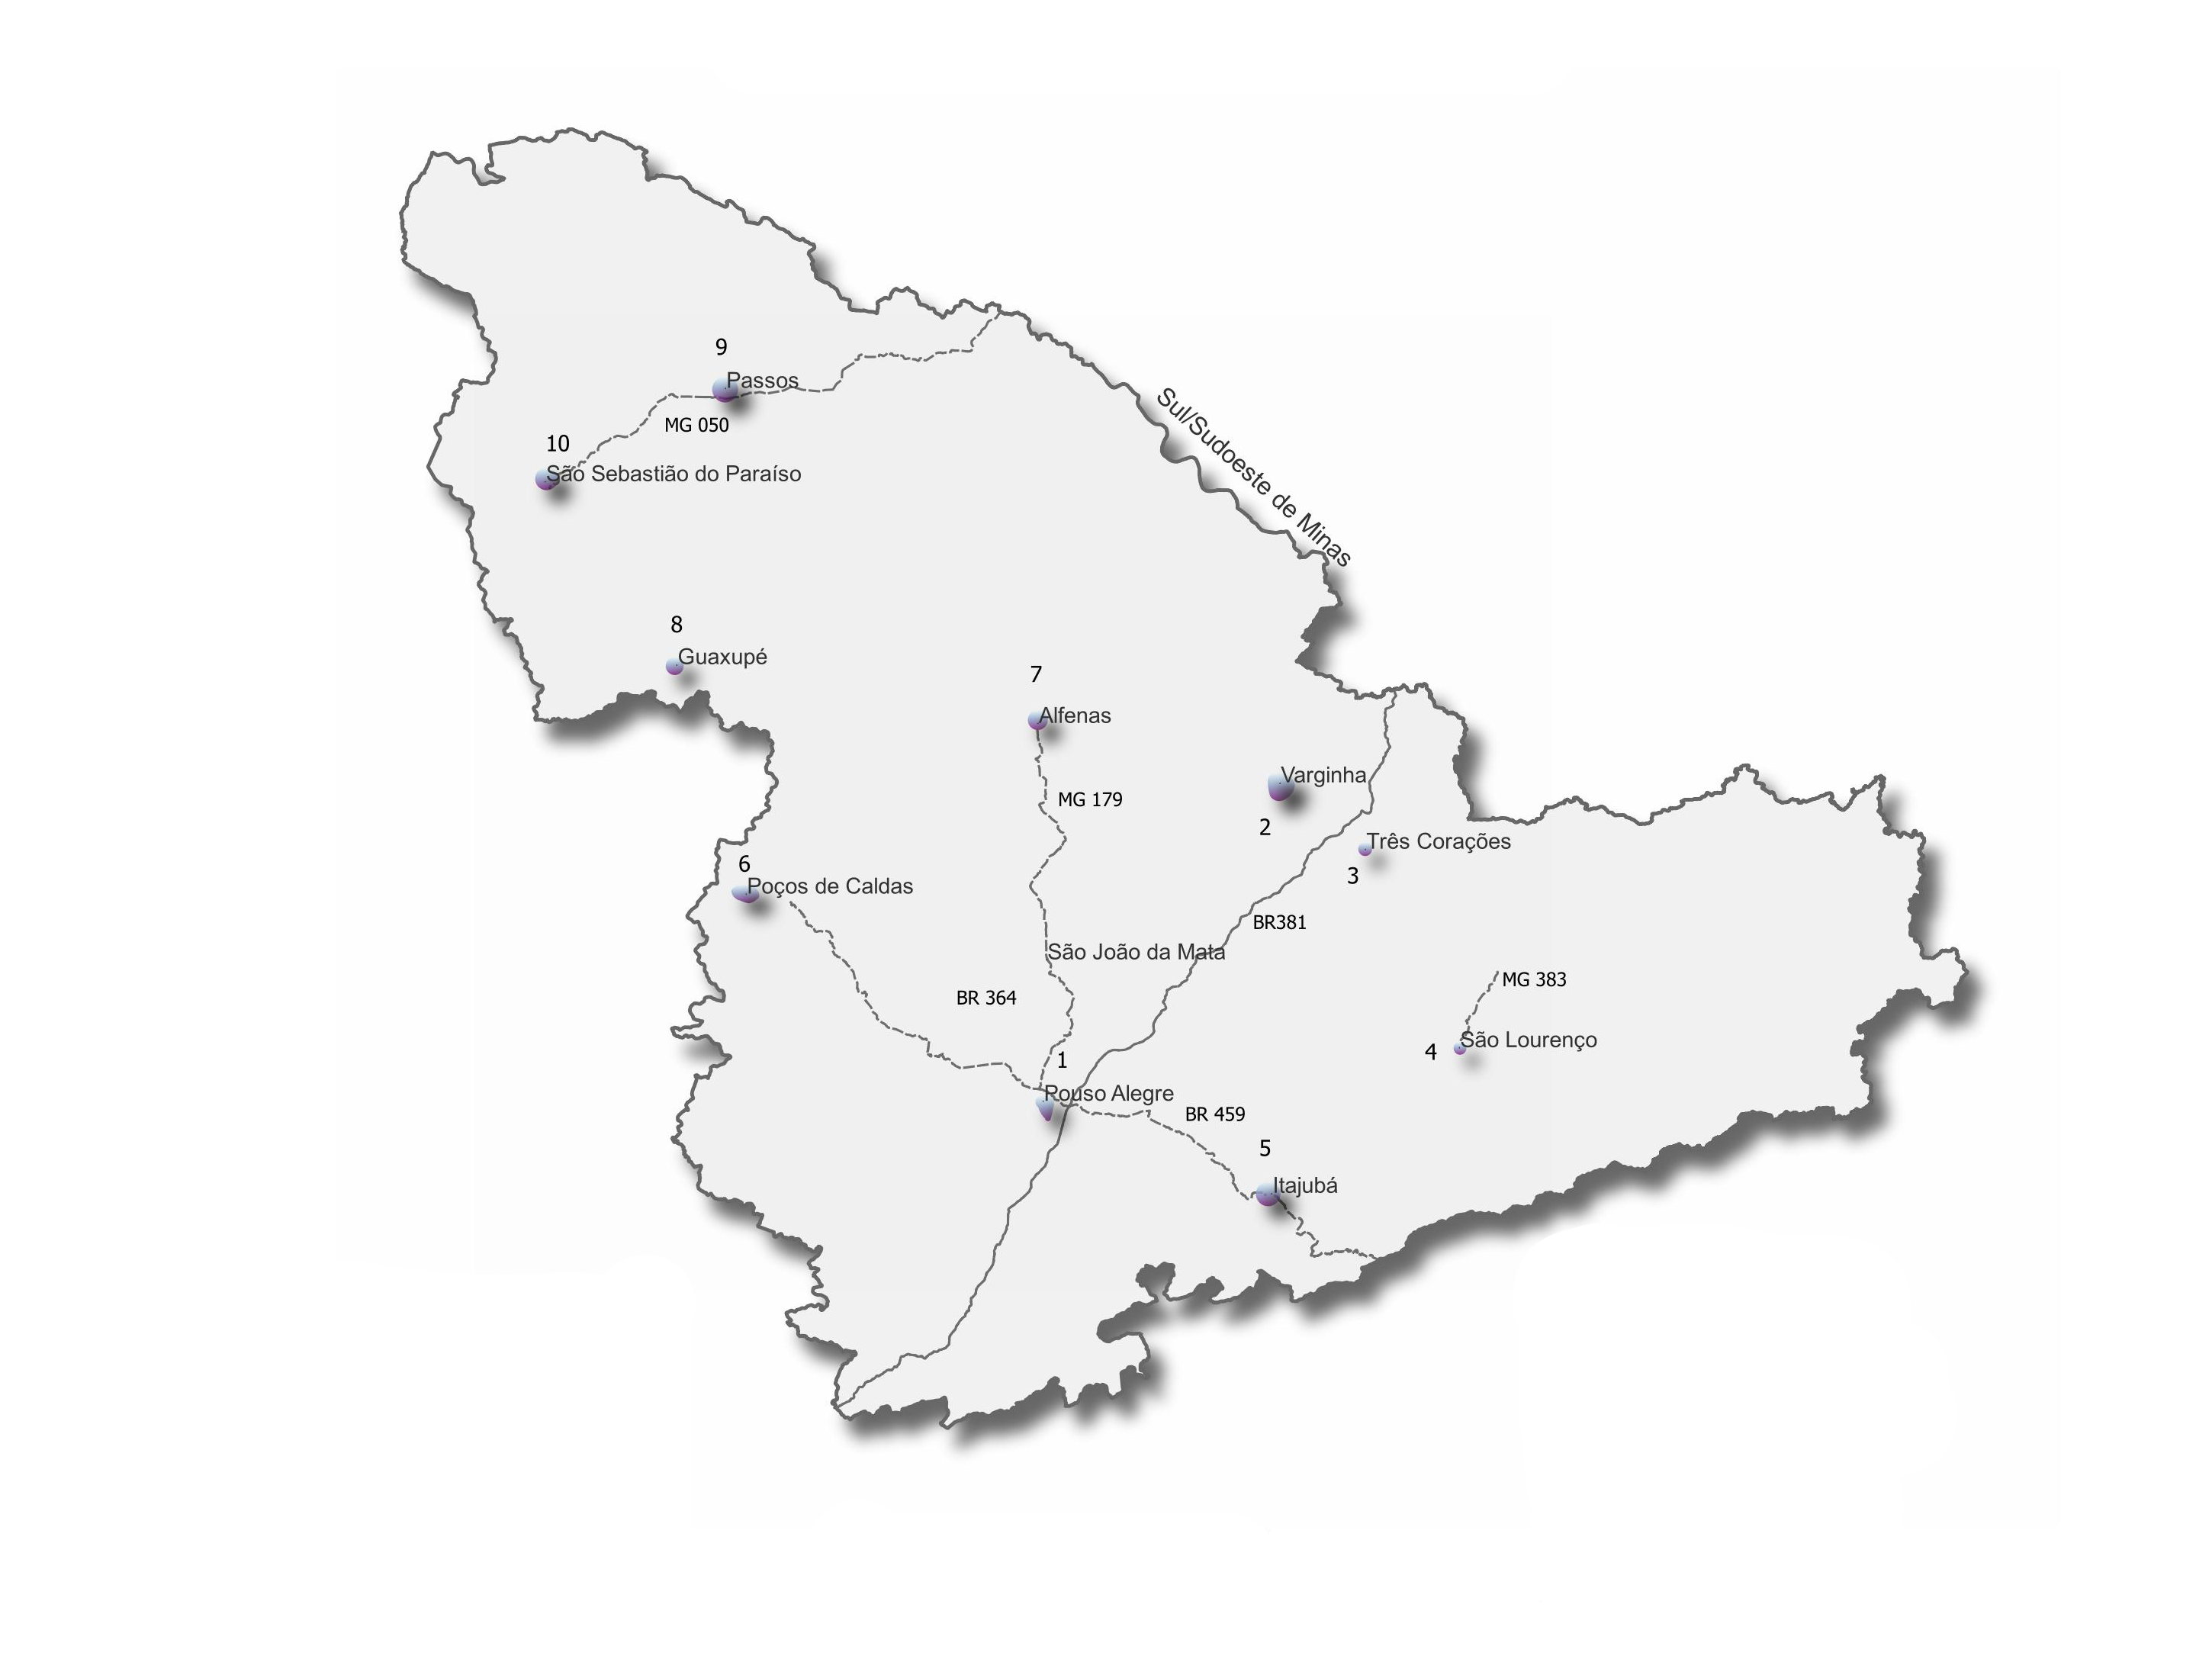 9
Passos
MG 050
10
São Sebastião do Paraíso
Sul/Sudoeste de Minas
8
Guaxupé
7
Alfenas
MG 179
Varginha
2
Três Corações
3
6
Poços de Caldas
BR381
São João da Mata
BR 364
MG 383
São Lourenço
4
1
Pouso Alegre
BR 459
5
Itajubá